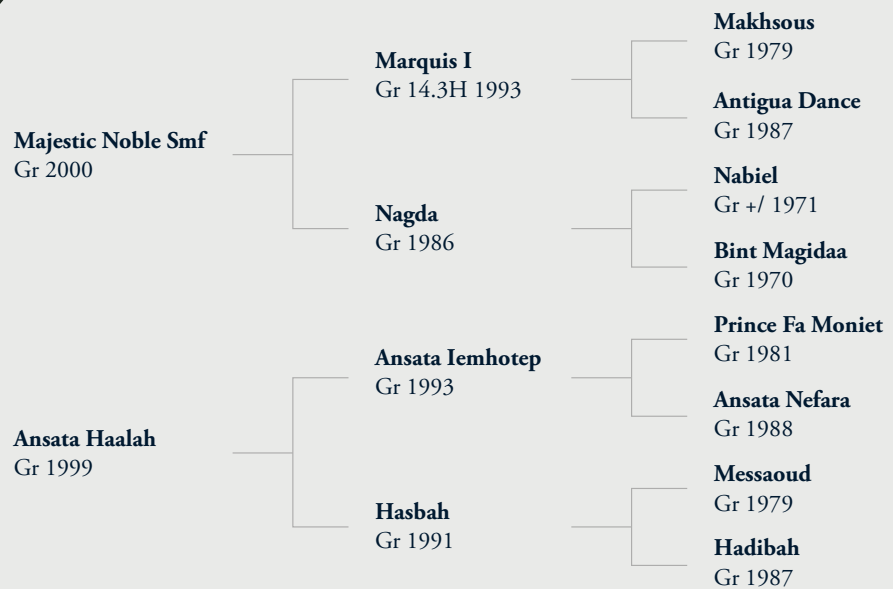 Majestic Noble Smf
Gr 2000
Ansata Haalah
Gr 1999
Marquis I
Gr 14.3H 1993
Nagda
Gr 1986
Ansata Iemhotep
Gr 1993
Hasbah
Gr 1991
Makhsous
Gr 1979
Antigua Dance
Gr 1987
Nabiel
Gr +/ 1971
Bint Magidaa
Gr 1970
Prince Fa Moniet
Gr 1981
Ansata Nefara
Gr 1988
Messaoud
Gr 1979
Hadibah
Gr 1987